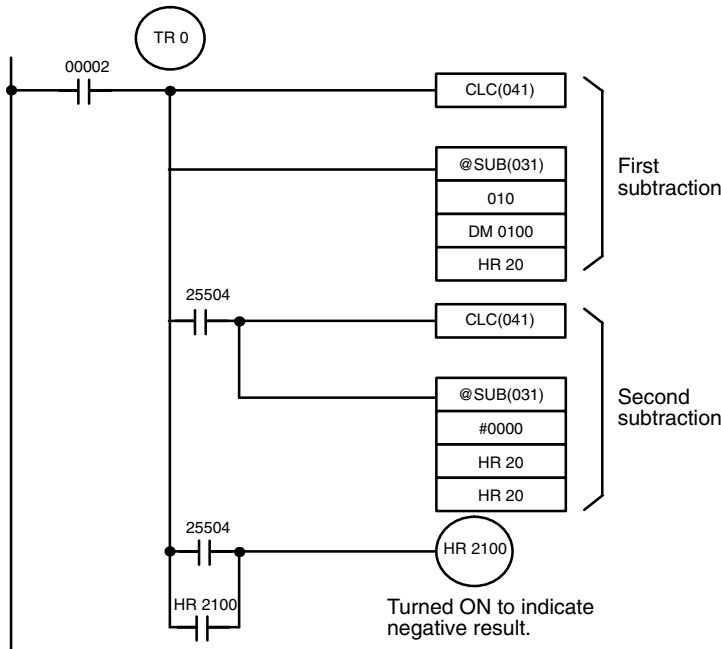 TR 0
00002
CLC(041)
@SUB(031)
010
DM 0100
HR 20
First
subtraction
25504
CLC(041)
@SUB(031)
#0000
HR 20
HR 20
Second
subtraction
25504
HR 2100
HR 2100
Turned ON to indicate
negative result.